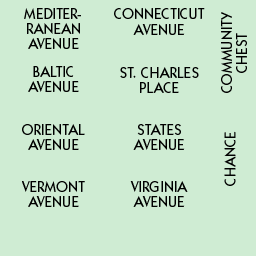 MEDITER-
RANEAN
AVENUE
BALTIC
AVENUE
ORIENTAL
AVENUE
VERMONT
AVENUE
CONNECTICUT
AVENUE
ST. CHARLES
PLACE
STATES
AVENUE
VIRGINIA
AVENUE
COMMUNITY
CHEST
CHANCE